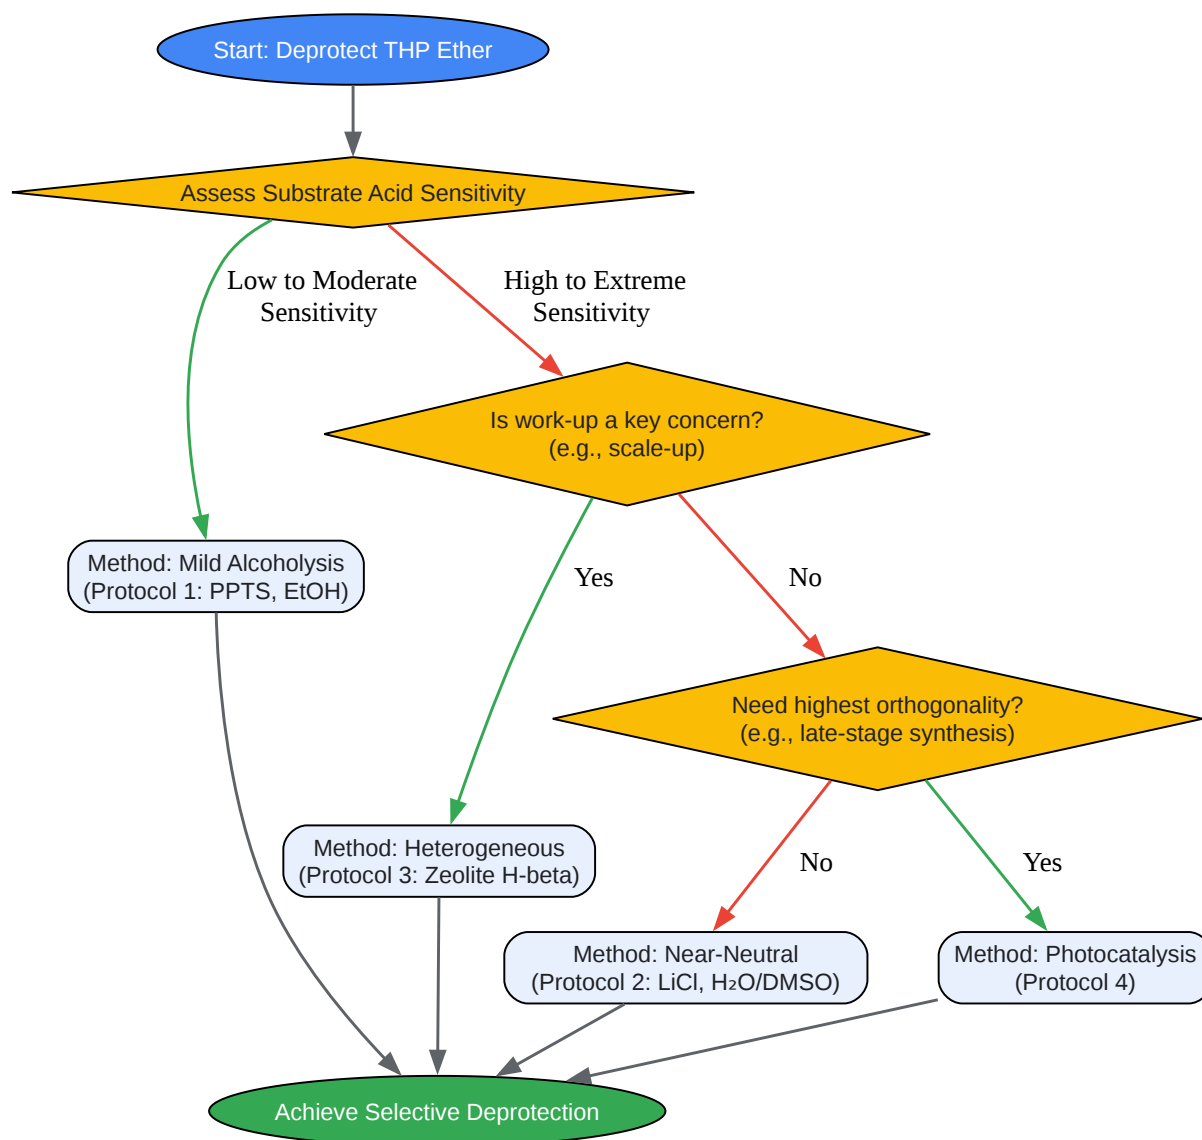 Start: Deprotect THP Ether
Assess Substrate Acid Sensitivity
Low to Moderate
Sensitivity
High to Extreme
Sensitivity
Is work-up a key concern?
(e.g., scale-up)
Method: Mild Alcoholysis
(Protocol 1: PPTS, EtOH)
Yes
No
Need highest orthogonality?
(e.g., late-stage synthesis)
Method: Heterogeneous
(Protocol 3: Zeolite H-beta)
No
Yes
Method: Near-Neutral
(Protocol 2: LiCl, H₂O/DMSO)
Method: Photocatalysis
(Protocol 4)
Achieve Selective Deprotection